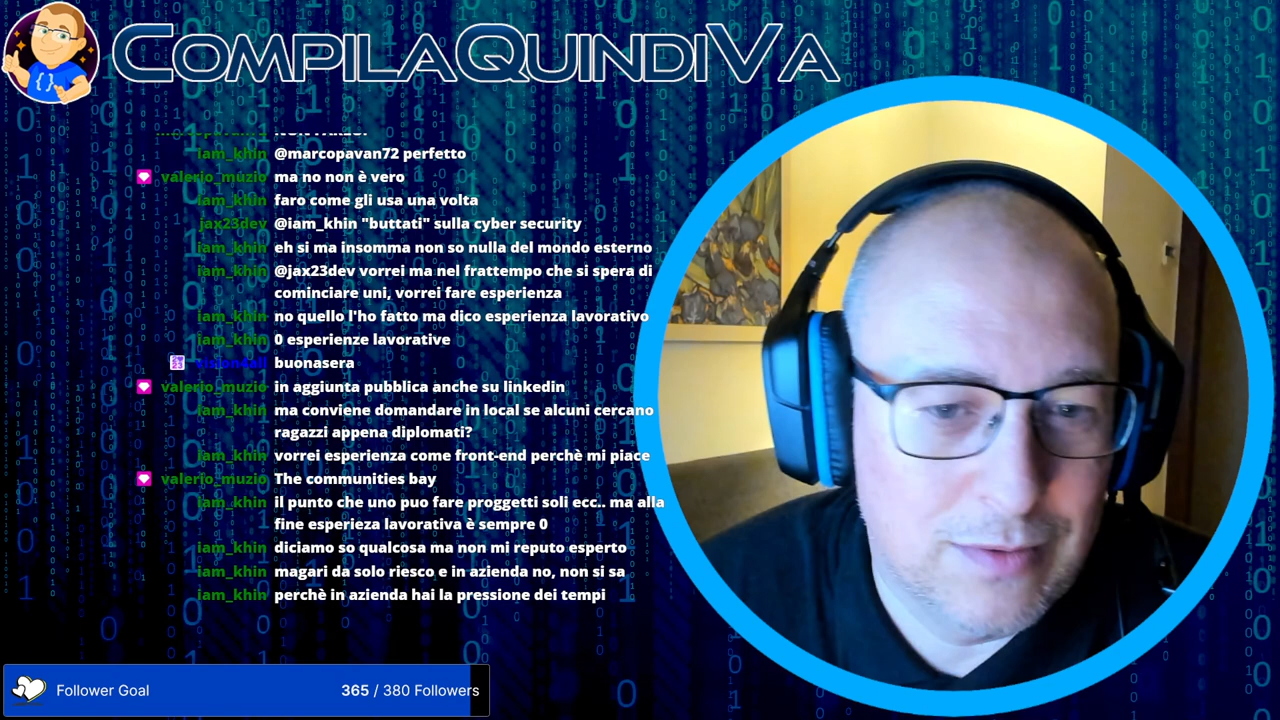 COMPILAQUINDIVA
{ }
iam_khin @marcopavan72 perfetto
valerio_muzio ma no non è vero
iam_khin faro come gli usa una volta
jax23dev @iam_khin "buttati" sulla cyber security
iam_khin eh si ma insomma non so nulla del mondo esterno
iam_khin @jax23dev vorrei ma nel frattempo che si spera di
cominciare uni, vorrei fare esperienza
iam_khin no quello l'ho fatto ma dico esperienza lavorativo
iam_khin 0 esperienze lavorative
vision4all buonasera
valerio_muzio in aggiunta pubblica anche su linkedin
iam_khin ma conviene domandare in local se alcuni cercano
ragazzi appena diplomati?
iam_khin vorrei esperienza come front-end perchè mi piace
valerio_muzio The communities bay
iam_khin il punto che uno puo fare proggetti soli ecc.. ma alla
fine esperieza lavorativa è sempre 0
iam_khin diciamo so qualcosa ma non mi reputo esperto
iam_khin magari da solo riesco e in azienda no, non si sa
iam_khin perchè in azienda hai la pressione dei tempi
Follower Goal 365 / 380 Followers